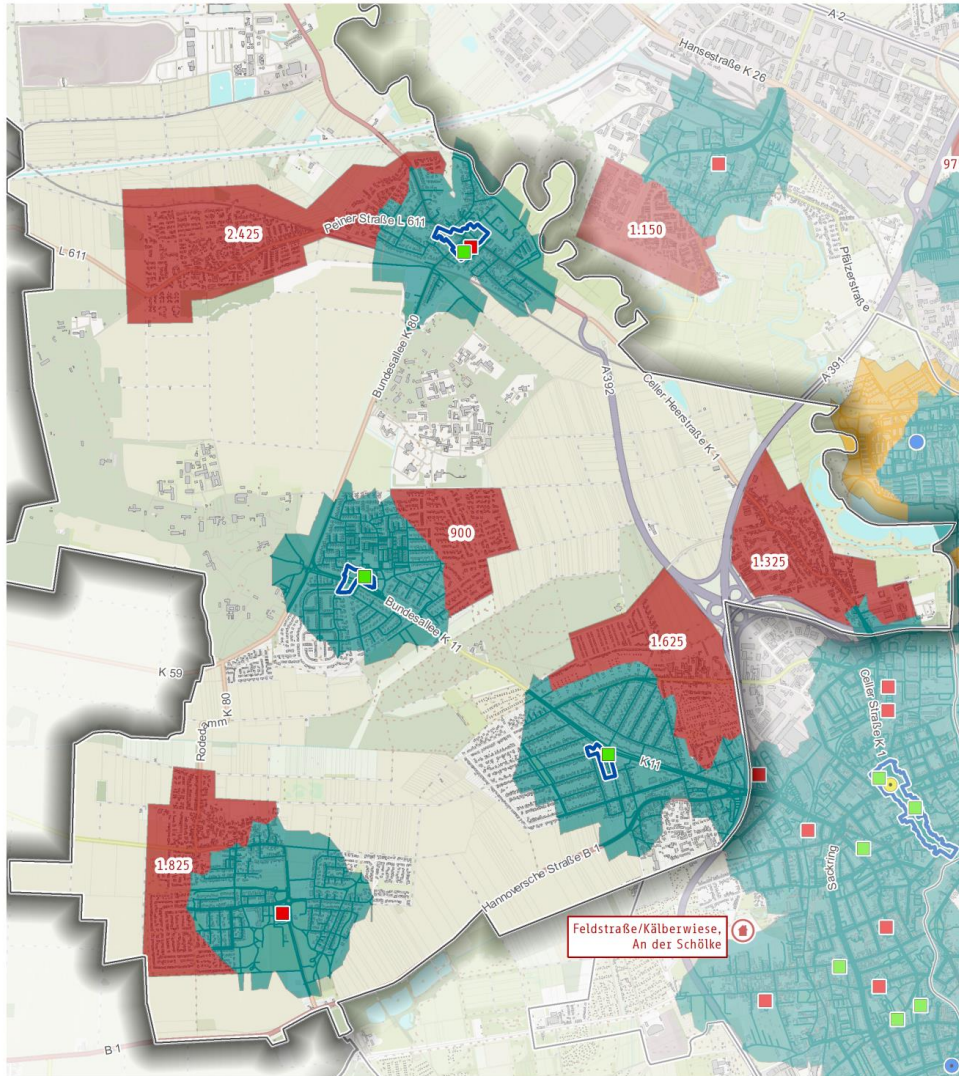 A 2
Hansestraße K 26
97
Peiner Straße L 611
2.425
1.150
L 611
Pfälzerstraße
Bundesallee K 80
A 392
Celler Heerstraße K 1
A 391
900
1.325
Bundesallee K 11
1.625
K 59
Rodedamm K 80
Celler Straße K 1
K11
1.825
Hannoversche Straße B 1
Sackring
Feldstraße/Kälberwiese,
An der Schölke
B 1